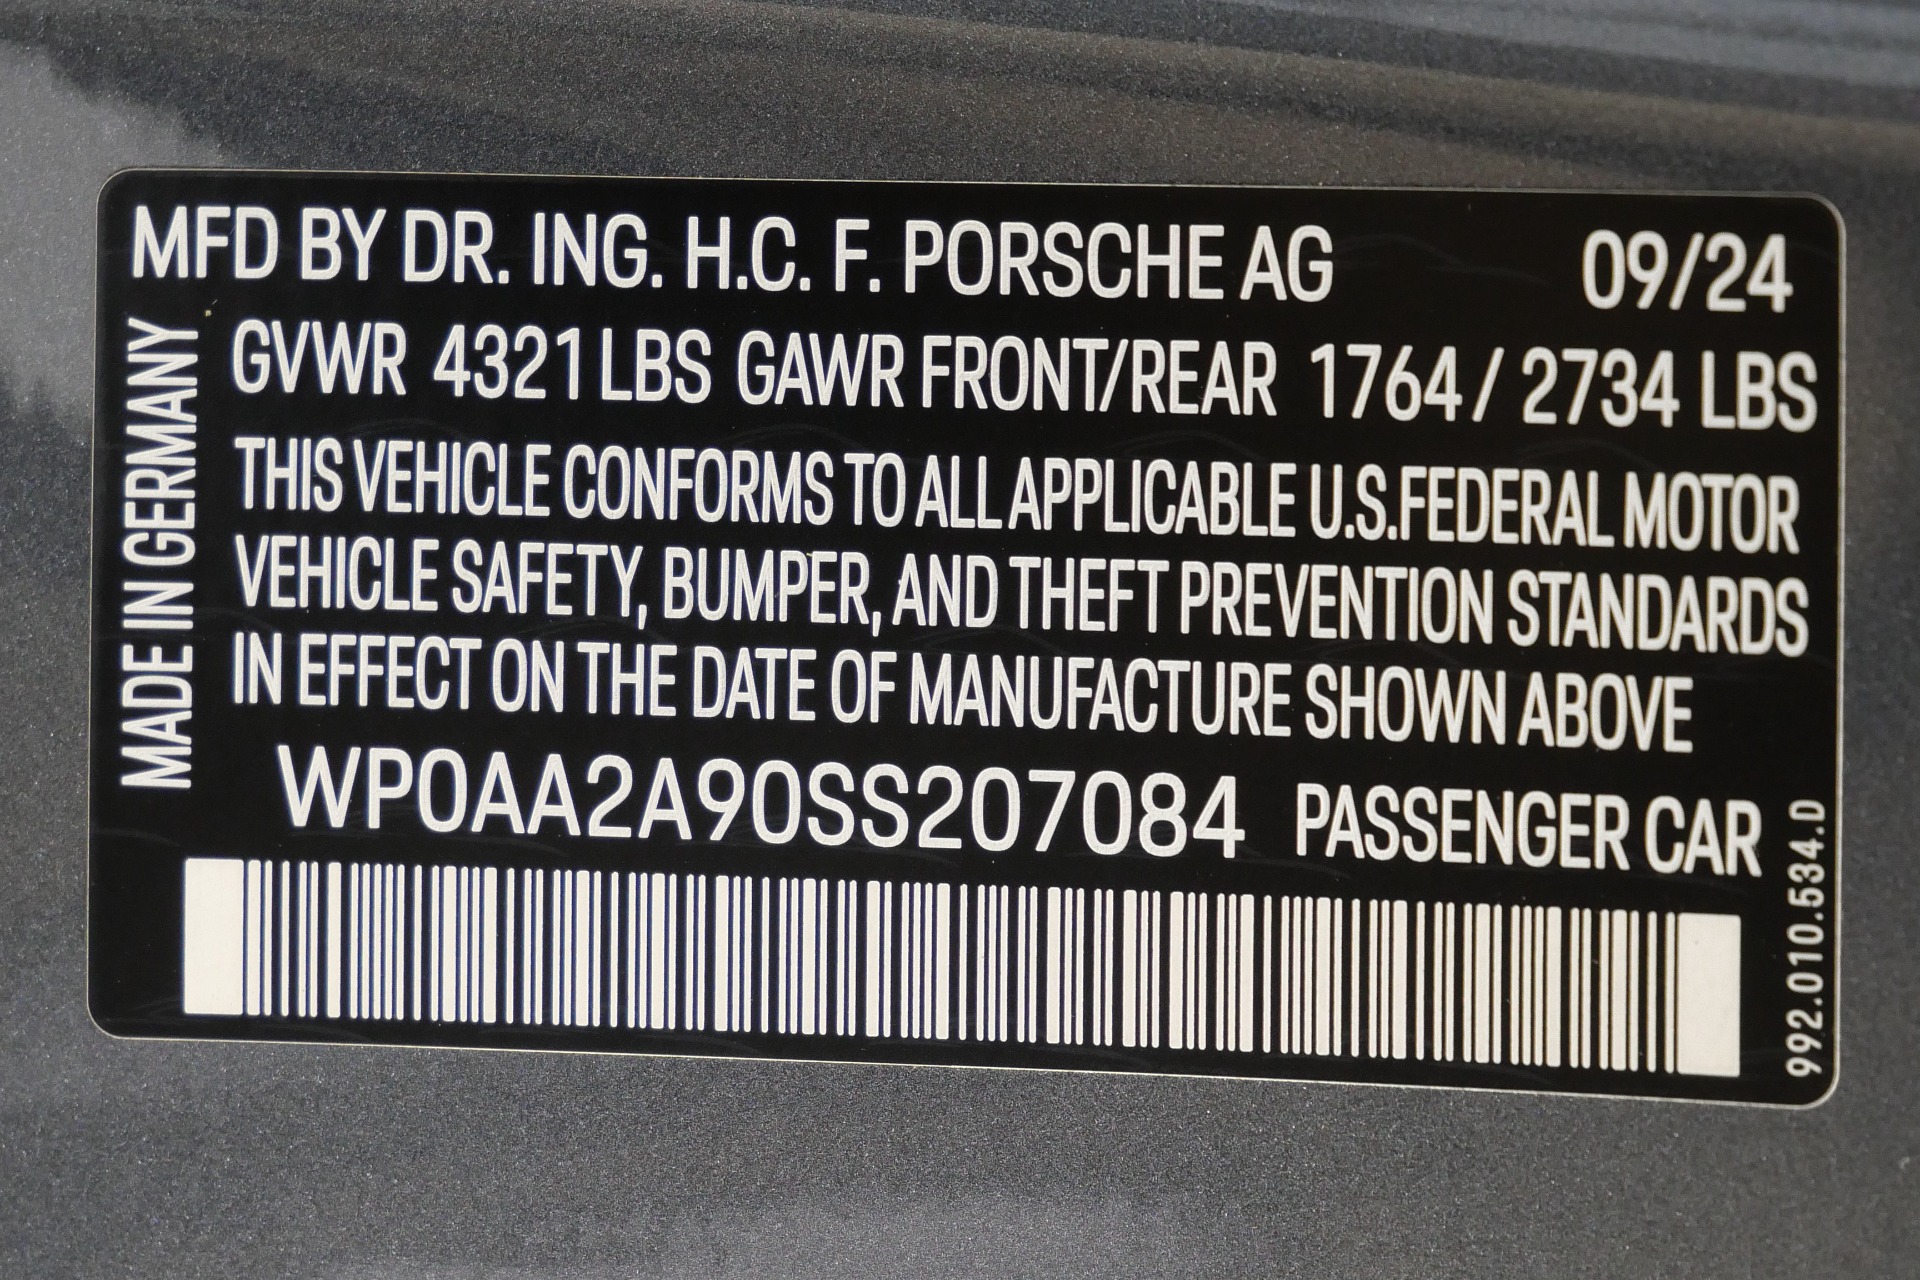 MFD BY DR. ING. H.C. F. PORSCHE AG 09/24
GVWR 4321 LBS GAWR FRONT/REAR 1764 / 2734 LBS
THIS VEHICLE CONFORMS TO ALL APPLICABLE U.S.FEDERAL MOTOR
VEHICLE SAFETY, BUMPER, AND THEFT PREVENTION STANDARDS
IN EFFECT ON THE DATE OF MANUFACTURE SHOWN ABOVE
WP0AA2A90SS207084 PASSENGER CAR
MADE IN GERMANY
992.010.534.D